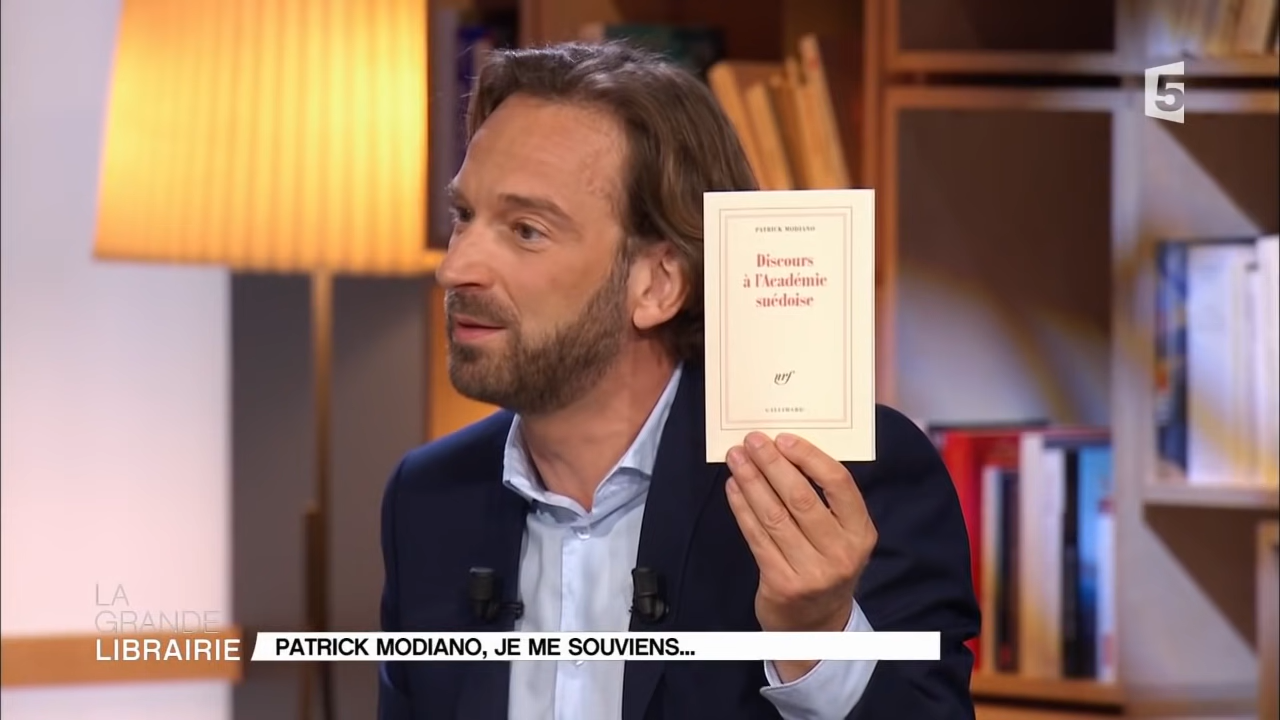 5
PATRICK MODIANO
Discours
à l'Académie
suédoise
nrf
GALLIMARD
LA
GRANDE
LIBRAIRIE
PATRICK MODIANO, JE ME SOUVIENS...